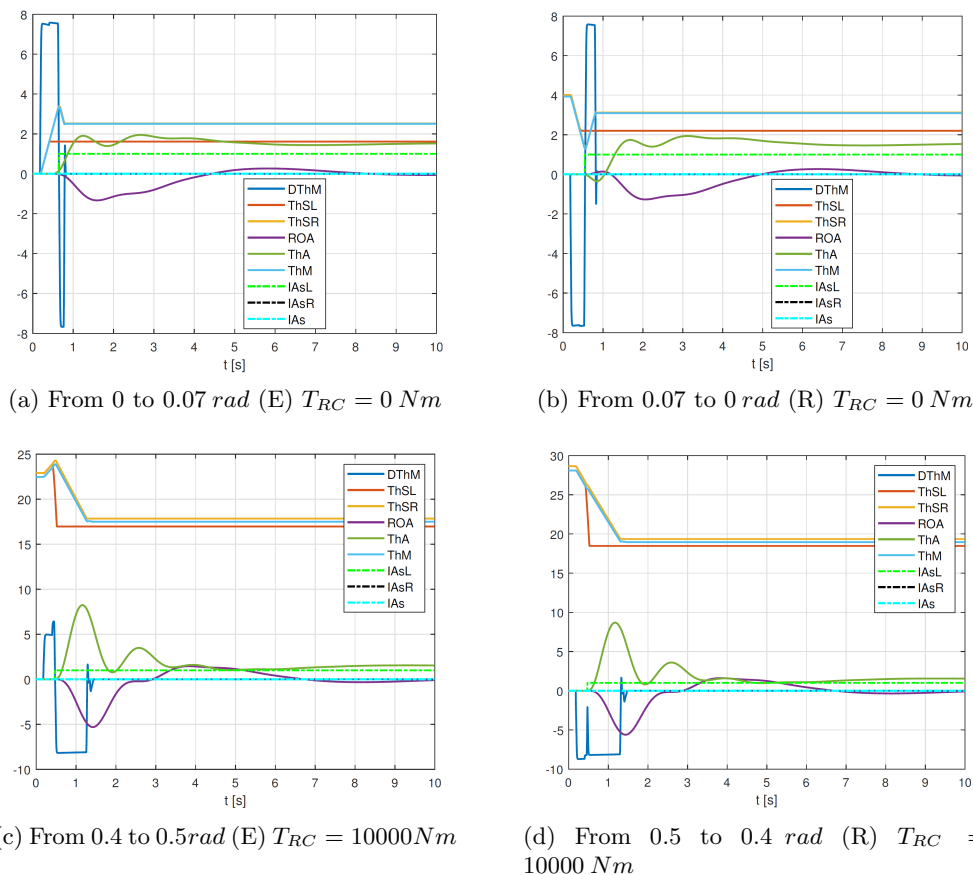 8
6
4
2
0
-2
-4
-6
-8
0 1 2 3 4 5 6 7 8 9 10
t [s]
DThM
ThSL
ThSR
ROA
ThA
ThM
IAsL
IAsR
IAs
(a) From 0 to 0.07 rad (E) T_RC = 0 Nm
8
6
4
2
0
-2
-4
-6
-8
0 1 2 3 4 5 6 7 8 9 10
t [s]
DThM
ThSL
ThSR
ROA
ThA
ThM
IAsL
IAsR
IAs
(b) From 0.07 to 0 rad (R) T_RC = 0 Nm
25
20
15
10
5
0
-5
-10
0 1 2 3 4 5 6 7 8 9 10
t [s]
DThM
ThSL
ThSR
ROA
ThA
ThM
IAsL
IAsR
IAs
(c) From 0.4 to 0.5rad (E) T_RC = 10000Nm
30
25
20
15
10
5
0
-5
-10
0 1 2 3 4 5 6 7 8 9 10
t [s]
DThM
ThSL
ThSR
ROA
ThA
ThM
IAsL
IAsR
IAs
(d) From 0.5 to 0.4 rad (R) T_RC =
10000 Nm